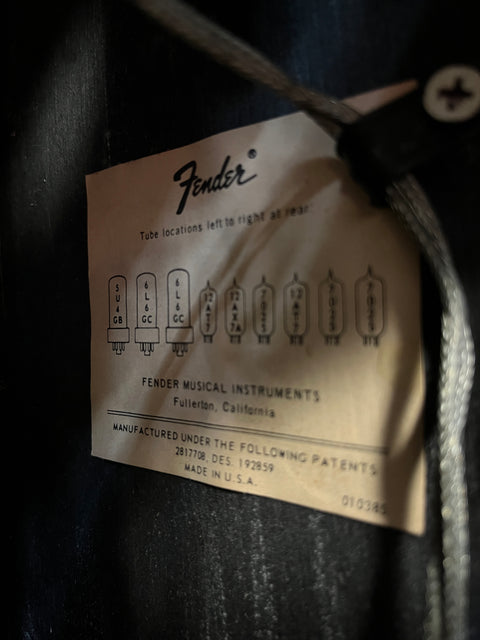 Fender®
Tube locations left to right at rear:
5U4GB 6L6GC 6L6GC 12AT7 12AX7A 7025 12AT7 7025 7025
FENDER MUSICAL INSTRUMENTS
Fullerton, California
MANUFACTURED UNDER THE FOLLOWING PATENTS
2817708, DES. 192859
MADE IN U.S.A.
010385